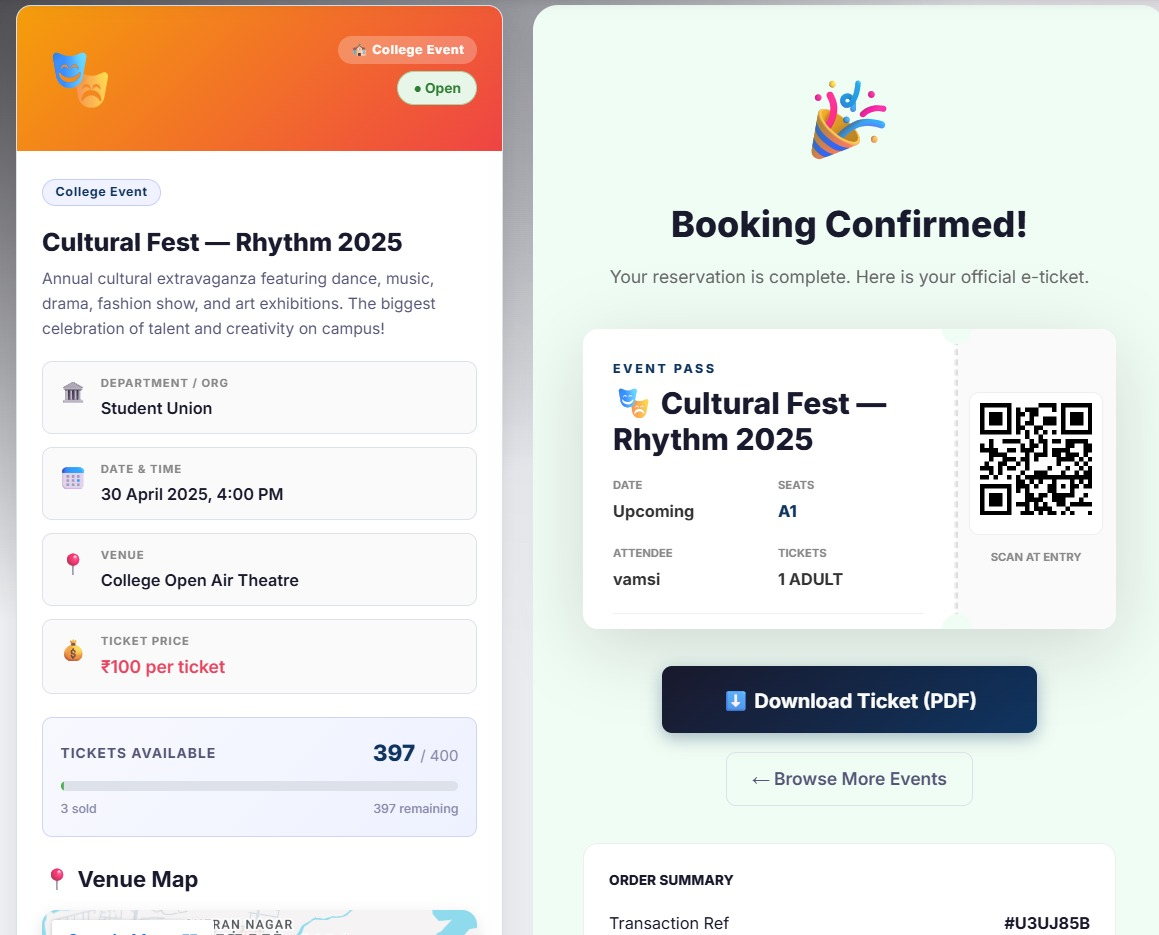 College Event
● Open
College Event
Cultural Fest — Rhythm 2025
Annual cultural extravaganza featuring dance, music,
drama, fashion show, and art exhibitions. The biggest
celebration of talent and creativity on campus!
DEPARTMENT / ORG
Student Union
DATE & TIME
30 April 2025, 4:00 PM
VENUE
College Open Air Theatre
TICKET PRICE
₹100 per ticket
TICKETS AVAILABLE
397 / 400
3 sold
397 remaining
Venue Map
RAN NAGAR
Booking Confirmed!
Your reservation is complete. Here is your official e-ticket.
EVENT PASS
Cultural Fest —
Rhythm 2025
DATE
SEATS
Upcoming
A1
ATTENDEE
TICKETS
vamsi
1 ADULT
SCAN AT ENTRY
Download Ticket (PDF)
← Browse More Events
ORDER SUMMARY
Transaction Ref
#U3UJ85B